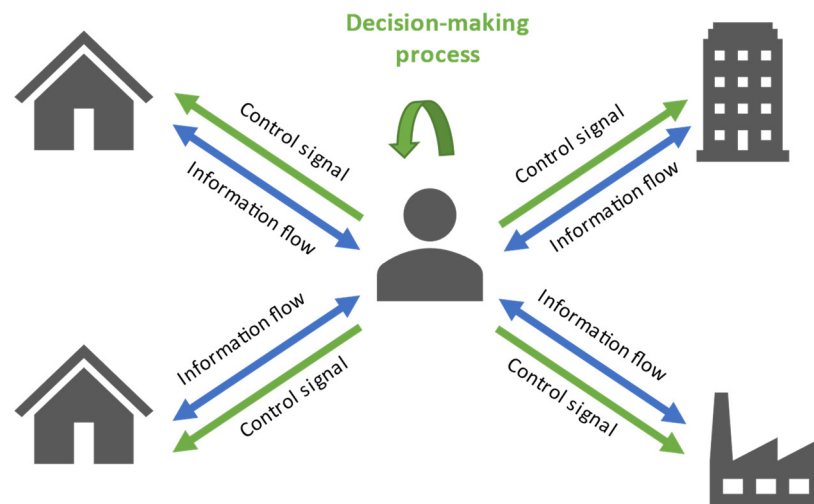 Decision-making
process
Control signal
Information flow
Control signal
Information flow
Information flow
Control signal
Information flow
Control signal